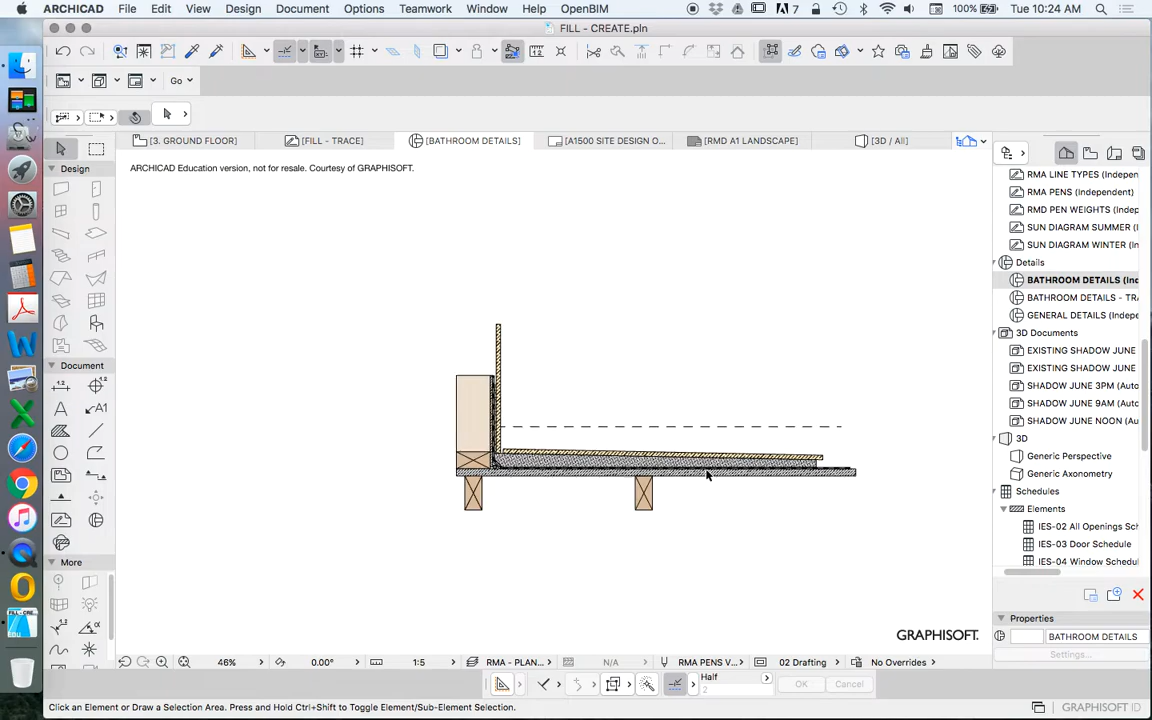 ARCHICAD File Edit View Design Document Options Teamwork Window Help OpenBIM 7 100% Tue 10:24 AM
FILL - CREATE.pln
Go
[3. GROUND FLOOR] [FILL - TRACE] [BATHROOM DETAILS] [A1500 SITE DESIGN O... [RMD A1 LANDSCAPE] [3D / All]
ARCHICAD Education version, not for resale. Courtesy of GRAPHISOFT.
Design
Document
More
RMA LINE TYPES (Indepen
RMA PENS (Independent)
RMD PEN WEIGHTS (Indep
SUN DIAGRAM SUMMER (I
SUN DIAGRAM WINTER (In
Details
BATHROOM DETAILS (Ind
BATHROOM DETAILS - TRA
GENERAL DETAILS (Indepe
3D Documents
EXISTING SHADOW JUNE
EXISTING SHADOW JUNE
SHADOW JUNE 3PM (Auto
SHADOW JUNE 9AM (Auto
SHADOW JUNE NOON (Au
3D
Generic Perspective
Generic Axonometry
Schedules
Elements
IES-02 All Openings Sch
IES-03 Door Schedule
IES-04 Window Schedul
Properties
BATHROOM DETAILS
Settings...
GRAPHISOFT.
46% 0.00° 1:5 RMA - PLAN... N/A RMA PENS V... 02 Drafting No Overrides
Half
2
OK Cancel
Click an Element or Draw a Selection Area. Press and Hold Ctrl+Shift to Toggle Element/Sub-Element Selection.
GRAPHISOFT ID